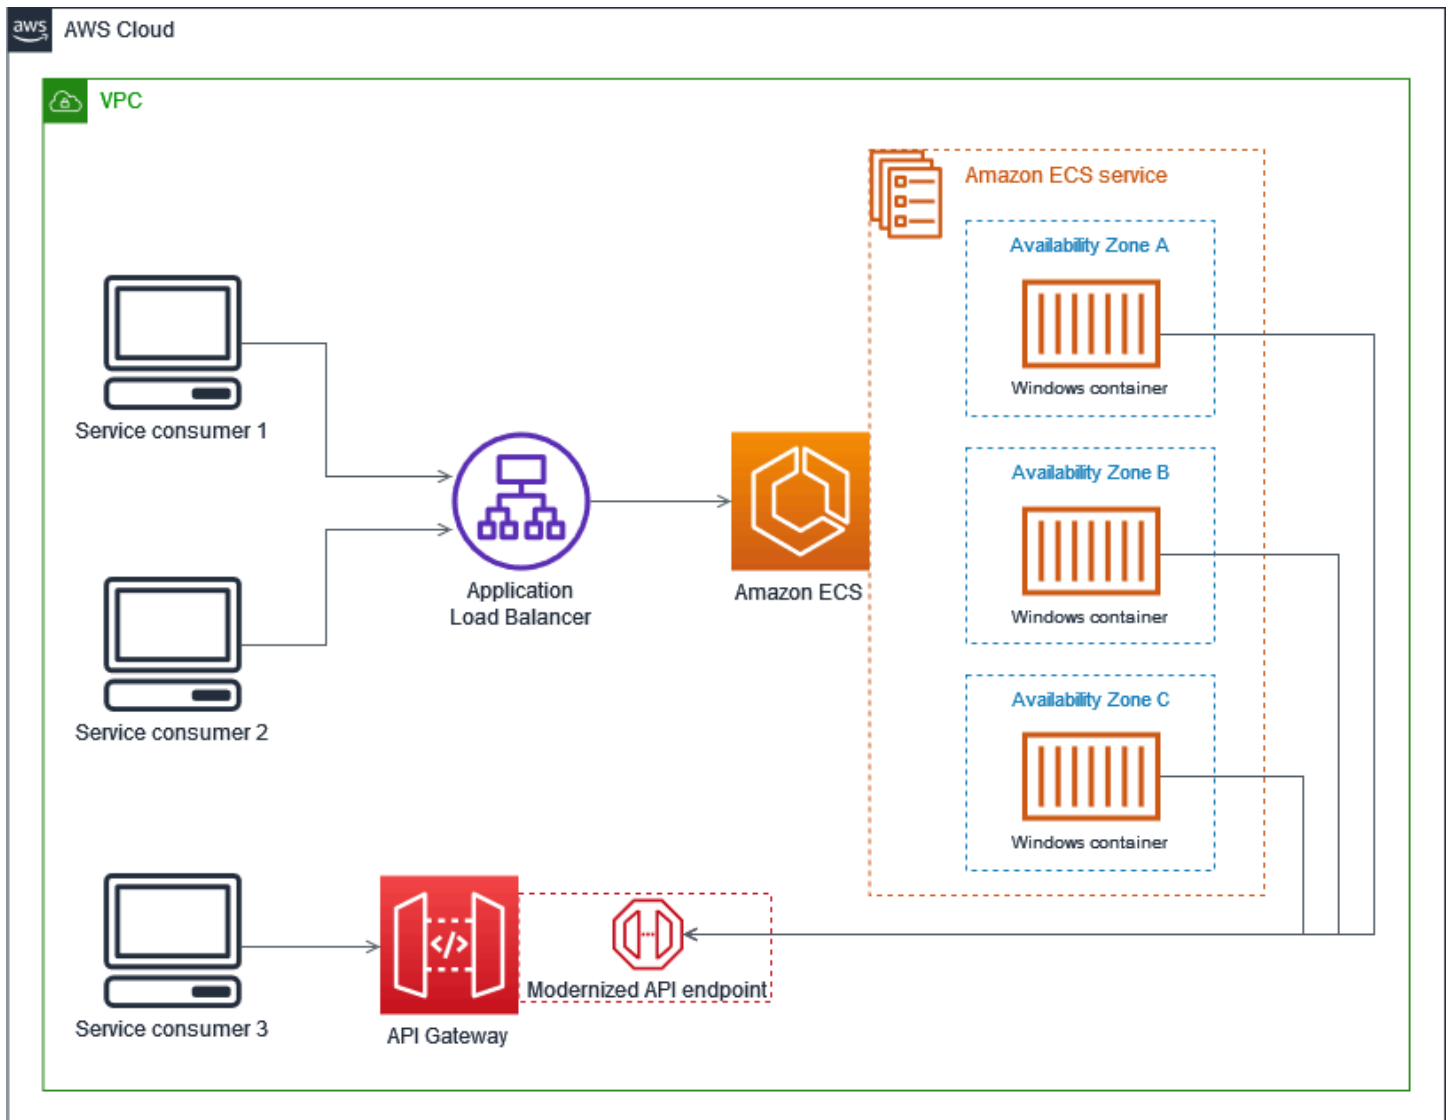 aws
AWS Cloud
VPC
Amazon ECS service
Availability Zone A
Windows container
Service consumer 1
Availability Zone B
Application
Load Balancer
Amazon ECS
Windows container
Service consumer 2
Availability Zone C
Windows container
</>
Modernized API endpoint
Service consumer 3
API Gateway